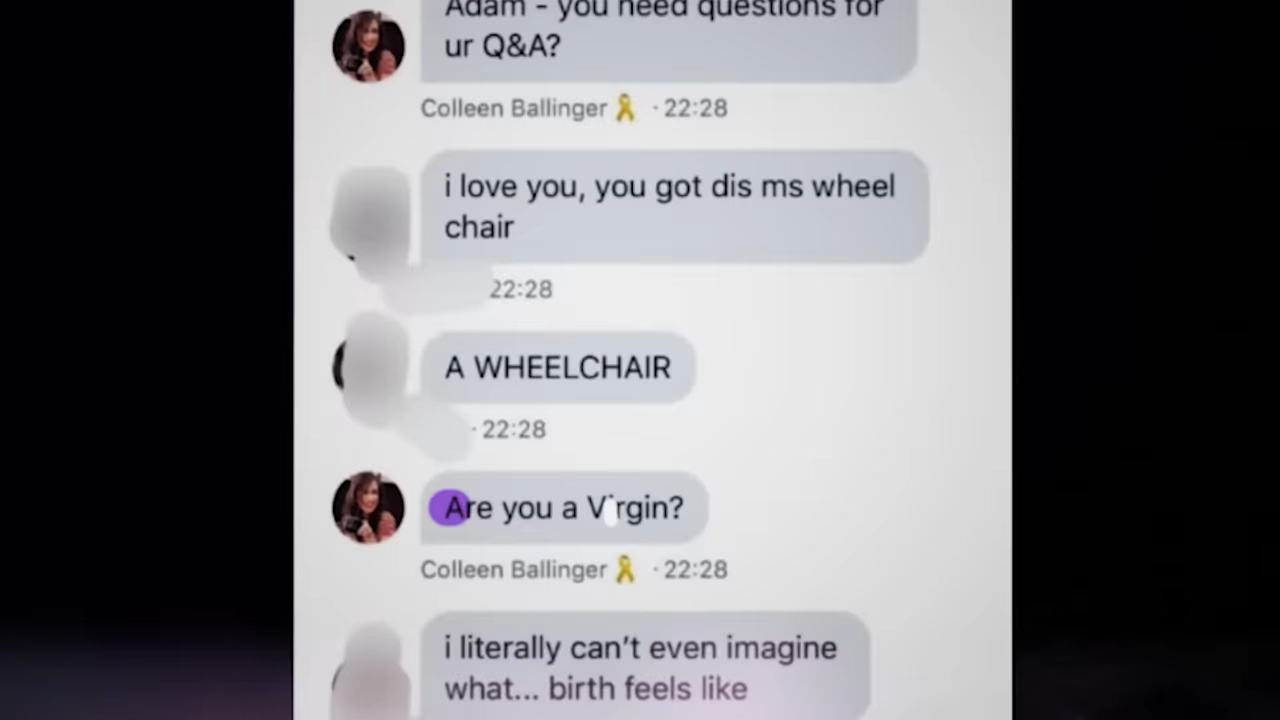 Adam - you need questions for
ur Q&A?
Colleen Ballinger 🎗 · 22:28
i love you, you got dis ms wheel
chair
22:28
A WHEELCHAIR
· 22:28
Are you a Virgin?
Colleen Ballinger 🎗 · 22:28
i literally can’t even imagine
what... birth feels like